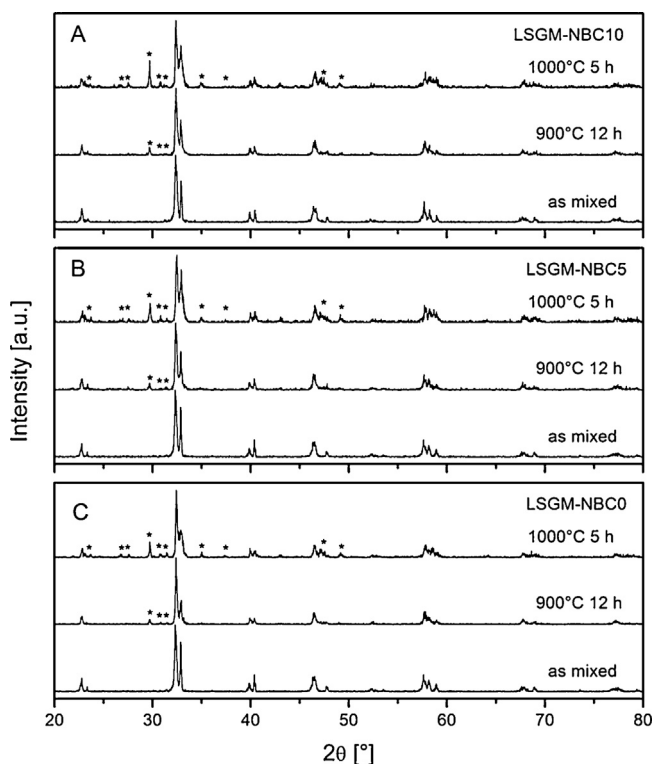 A
LSGM-NBC10
1000°C 5 h
*
*
**
**
*
*
*
*
900°C 12 h
*
**
as mixed
B
LSGM-NBC5
1000°C 5 h
*
*
**
**
*
*
*
*
900°C 12 h
*
**
as mixed
C
LSGM-NBC0
1000°C 5 h
*
*
**
**
*
*
*
*
900°C 12 h
*
**
as mixed
Intensity [a.u.]
20 30 40 50 60 70 80
2θ [°]